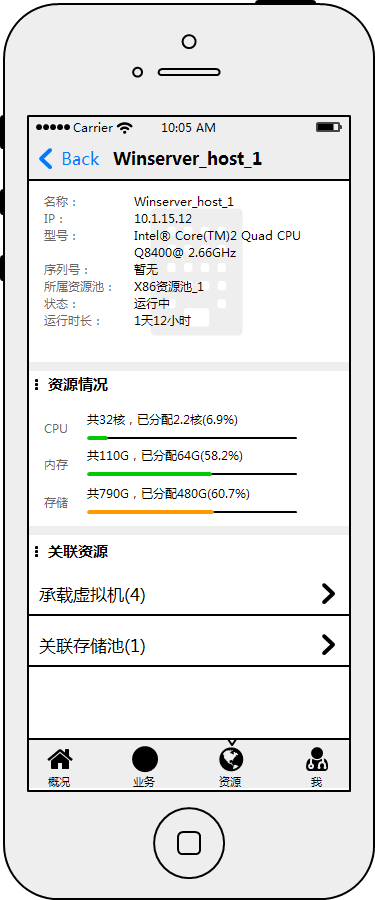 Carrier 10:05 AM
Back Winserver_host_1
名称： Winserver_host_1
IP： 10.1.15.12
型号： Intel® Core(TM)2 Quad CPU
Q8400@ 2.66GHz
序列号： 暂无
所属资源池： X86资源池_1
状态： 运行中
运行时长： 1天12小时
资源情况
CPU 共32核，已分配2.2核(6.9%)
内存 共110G，已分配64G(58.2%)
存储 共790G，已分配480G(60.7%)
关联资源
承载虚拟机(4)
关联存储池(1)
概况 业务 资源 我